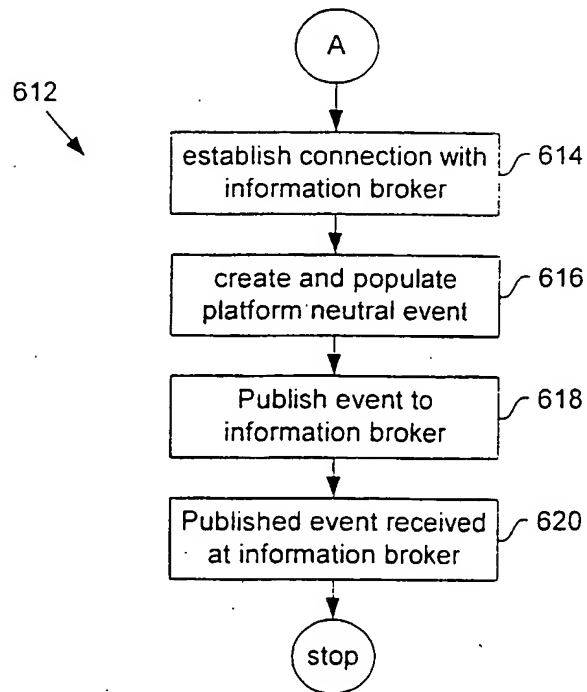 A
612
establish connection with
information broker
614
create and populate
platform neutral event
616
Publish event to
information broker
618
Published event received
at information broker
620
stop